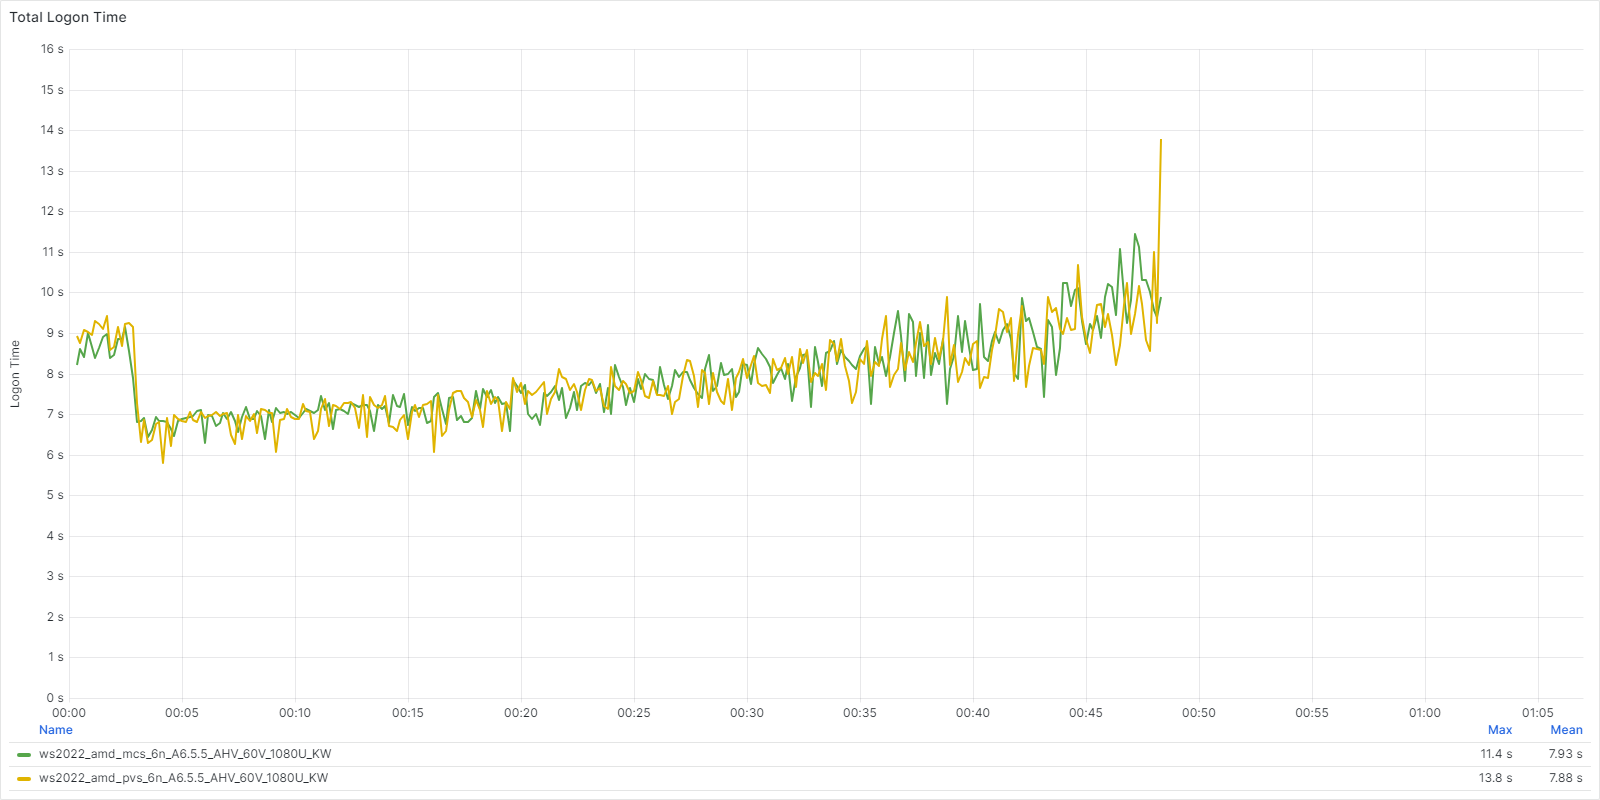 Total Logon Time
16 s
15 s
14 s
13 s
12 s
11 s
10 s
9 s
8 s
7 s
6 s
5 s
4 s
3 s
2 s
1 s
0 s
Logon Time
00:00 00:05 00:10 00:15 00:20 00:25 00:30 00:35 00:40 00:45 00:50 00:55 01:00 01:05
Name Max Mean
ws2022_amd_mcs_6n_A6.5.5_AHV_60V_1080U_KW 11.4 s 7.93 s
ws2022_amd_pvs_6n_A6.5.5_AHV_60V_1080U_KW 13.8 s 7.88 s